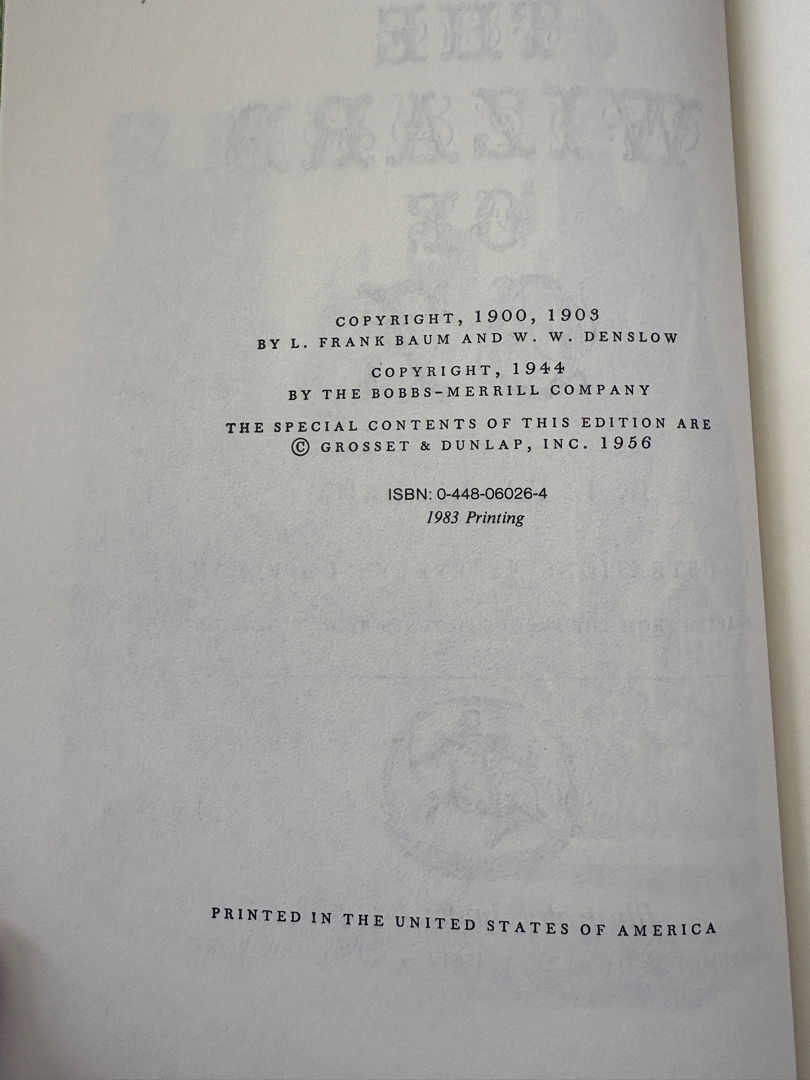 COPYRIGHT, 1900, 1903
BY L. FRANK BAUM AND W. W. DENSLOW
COPYRIGHT, 1944
BY THE BOBBS-MERRILL COMPANY
THE SPECIAL CONTENTS OF THIS EDITION ARE
© GROSSET & DUNLAP, INC. 1956
ISBN: 0-448-06026-4
1983 Printing
PRINTED IN THE UNITED STATES OF AMERICA